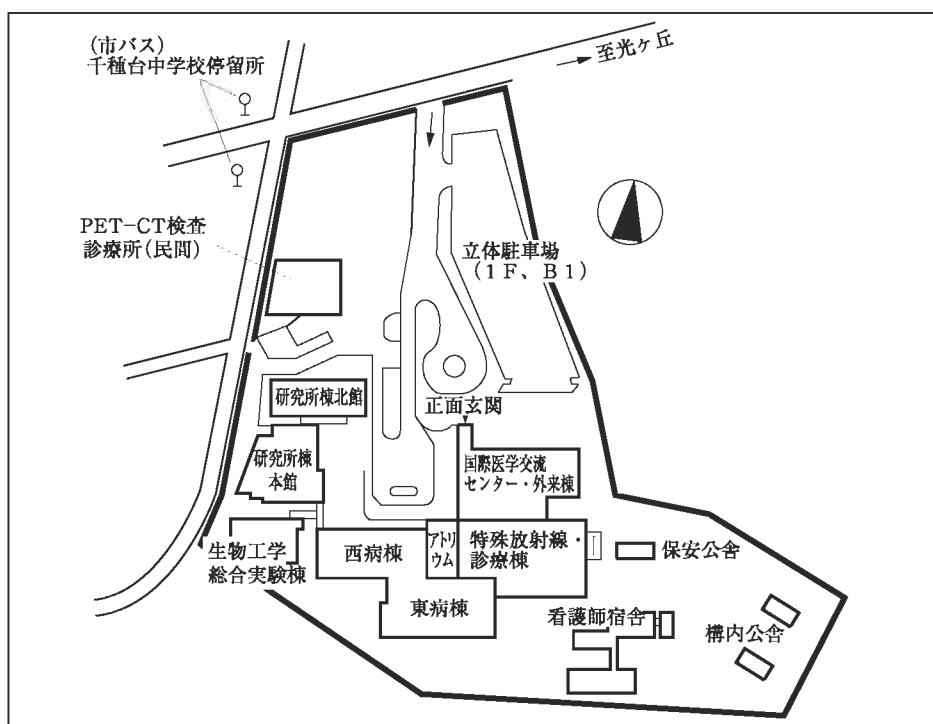 (市バス)
千種台中学校停留所
至光ヶ丘
PET-CT検査
診療所(民間)
立体駐車場
(1F、B1)
研究所棟北館
正面玄関
研究所棟
本館
国際医学交流
センター・外来棟
生物工学
総合実験棟
西病棟
アトリ
ウム
特殊放射線・
診療棟
保安公舎
東病棟
看護師宿舎
構内公舎